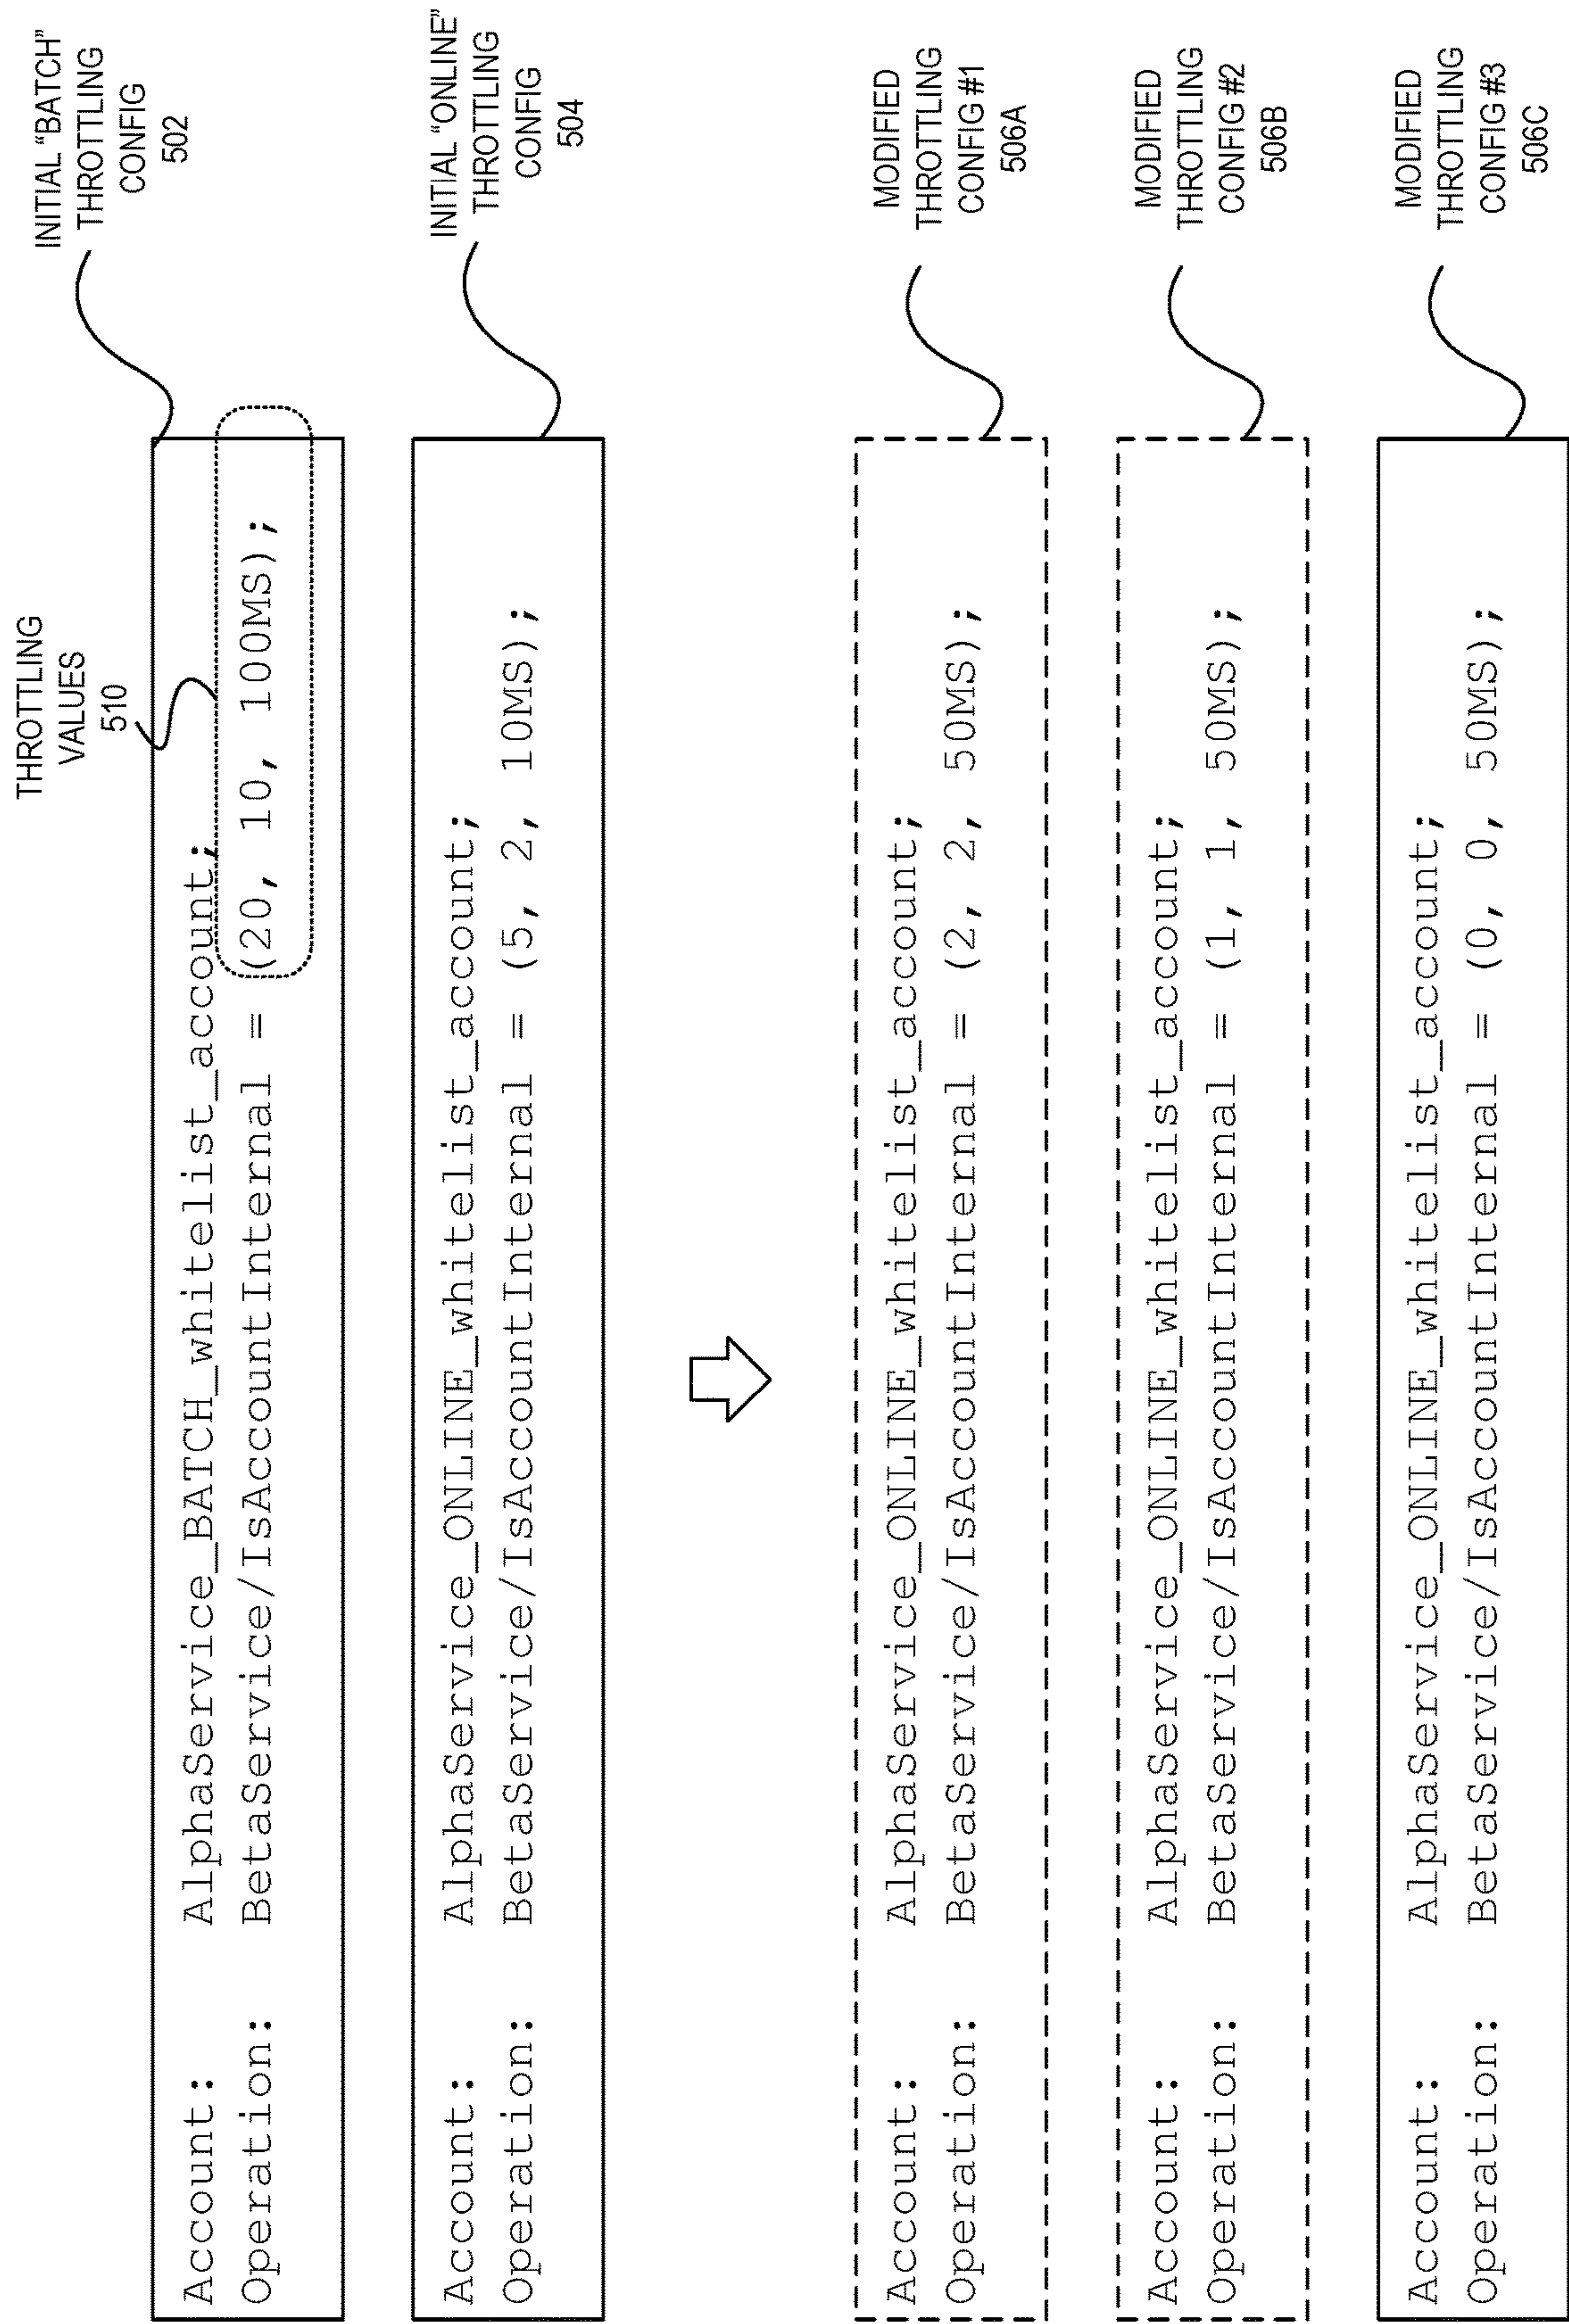 THROTTLING
VALUES
510
INITIAL “BATCH”
THROTTLING
CONFIG
502
Account: AlphaService_BATCH_whitelist_account;
Operation: BetaService/IsAccountInternal = (20, 10, 100MS);
INITIAL “ONLINE”
THROTTLING
CONFIG
504
Account: AlphaService_ONLINE_whitelist_account;
Operation: BetaService/IsAccountInternal = (5, 2, 10MS);
MODIFIED
THROTTLING
CONFIG #1
506A
Account: AlphaService_ONLINE_whitelist_account;
Operation: BetaService/IsAccountInternal = (2, 2, 50MS);
MODIFIED
THROTTLING
CONFIG #2
506B
Account: AlphaService_ONLINE_whitelist_account;
Operation: BetaService/IsAccountInternal = (1, 1, 50MS);
MODIFIED
THROTTLING
CONFIG #3
506C
Account: AlphaService_ONLINE_whitelist_account;
Operation: BetaService/IsAccountInternal = (0, 0, 50MS);